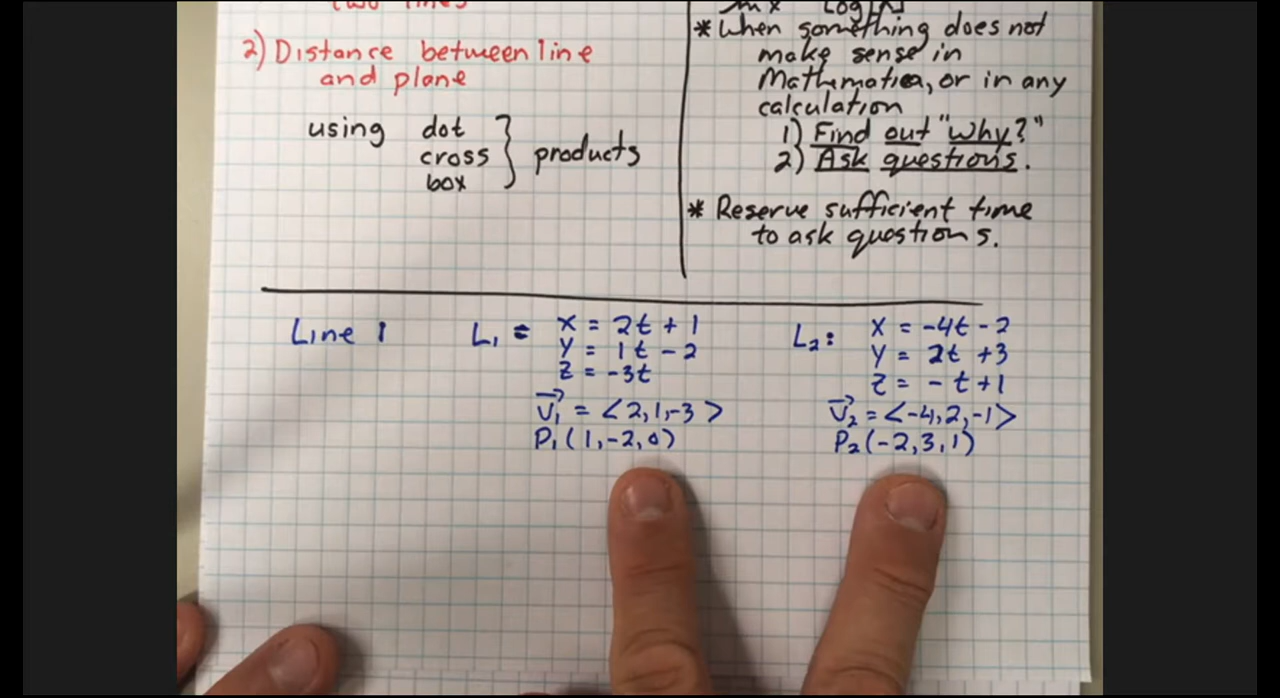 two lines
2) Distance between line
and plane
using dot
cross
box
} products
Login
* When something does not
make sense in
Mathematica, or in any
calculation
1) Find out "Why?"
2) Ask questions.
* Reserve sufficient time
to ask questions.
Line 1
L₁ =
x = 2t + 1
y = 1t - 2
z = -3t
v₁ = <2,1,-3>
P₁(1,-2,0)
L₂:
x = -4t - 2
y = 2t + 3
z = -t + 1
v₂ = <-4,2,-1>
P₂(-2,3,1)